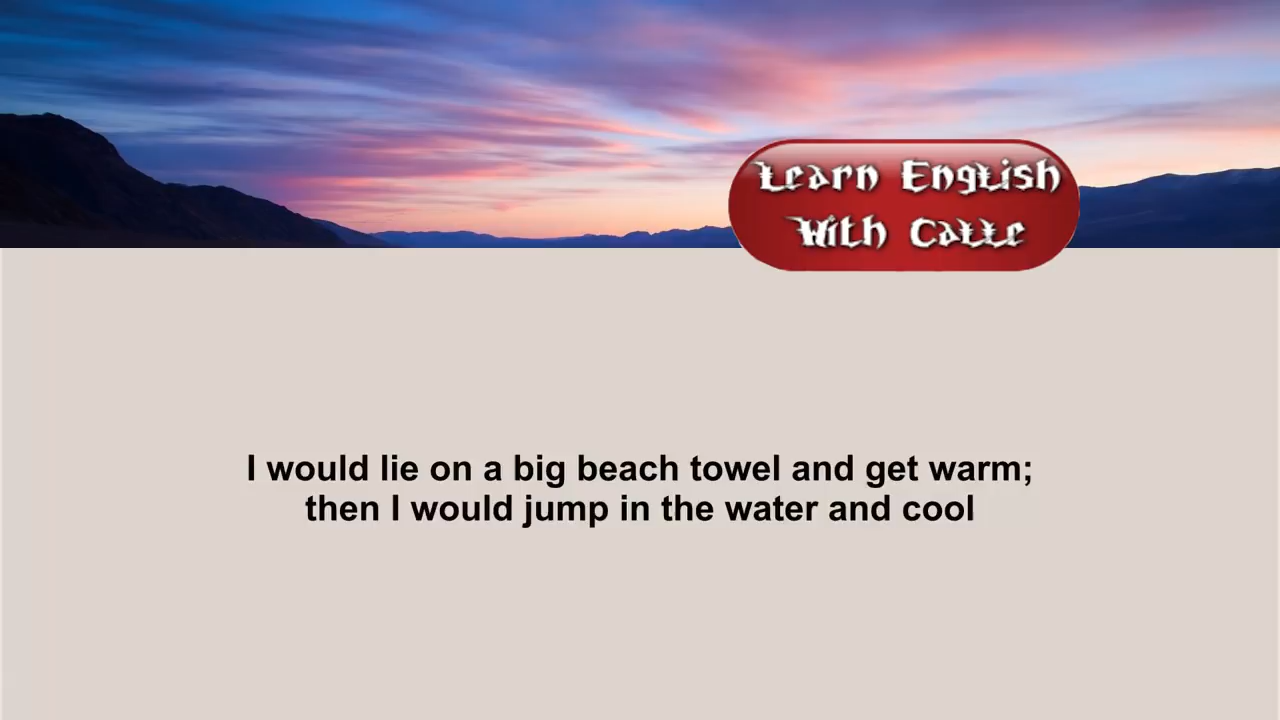 Learn English
With Calle
I would lie on a big beach towel and get warm;
then I would jump in the water and cool